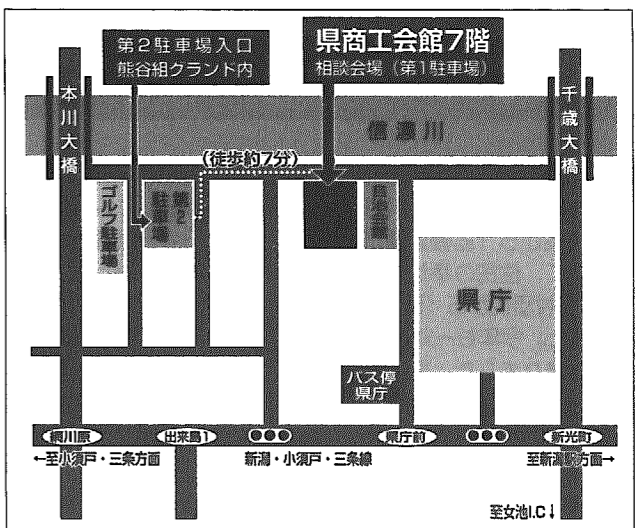 第2駐車場入口
熊谷組グランド内
県商工会館7階
相談会場（第1駐車場）
本川大橋
千歳大橋
信濃川
（徒歩約7分）
ゴルフ駐車場
第2
駐車場
自治会館
県庁
バス停
県庁
網川原
出来島1
県庁前
新光町
←至小須戸・三条方面
新潟・小須戸・三条線
至新潟駅方面→
至女池I.C↓